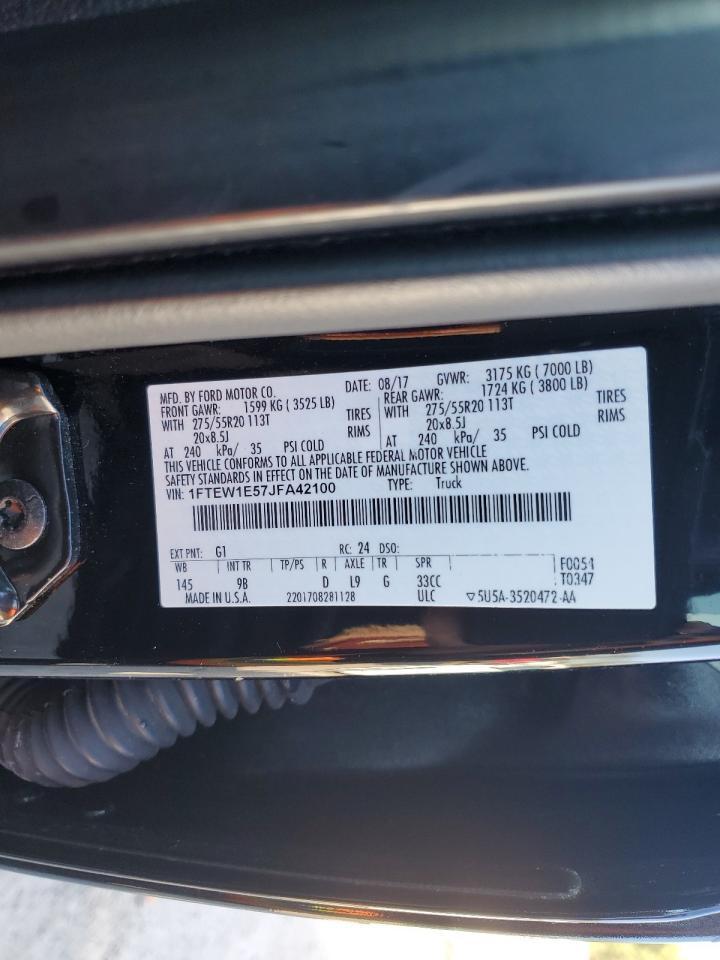 MFD. BY FORD MOTOR CO. DATE: 08/17 GVWR: 3175 KG ( 7000 LB)
FRONT GAWR: 1599 KG ( 3525 LB) REAR GAWR: 1724 KG ( 3800 LB)
WITH 275/55R20 113T TIRES WITH 275/55R20 113T TIRES
20x8.5J RIMS 20x8.5J RIMS
AT 240 kPa/ 35 PSI COLD AT 240 kPa/ 35 PSI COLD
THIS VEHICLE CONFORMS TO ALL APPLICABLE FEDERAL MOTOR VEHICLE
SAFETY STANDARDS IN EFFECT ON THE DATE OF MANUFACTURE SHOWN ABOVE.
VIN: 1FTEW1E57JFA42100 TYPE: Truck
EXT PNT: G1 RC: 24 DSO:
WB INT TR TP/PS R AXLE TR SPR F0054
145 9B D L9 G 33CC T0347
MADE IN U.S.A. 2201708281128 ULC ▽5U5A-3520472-AA